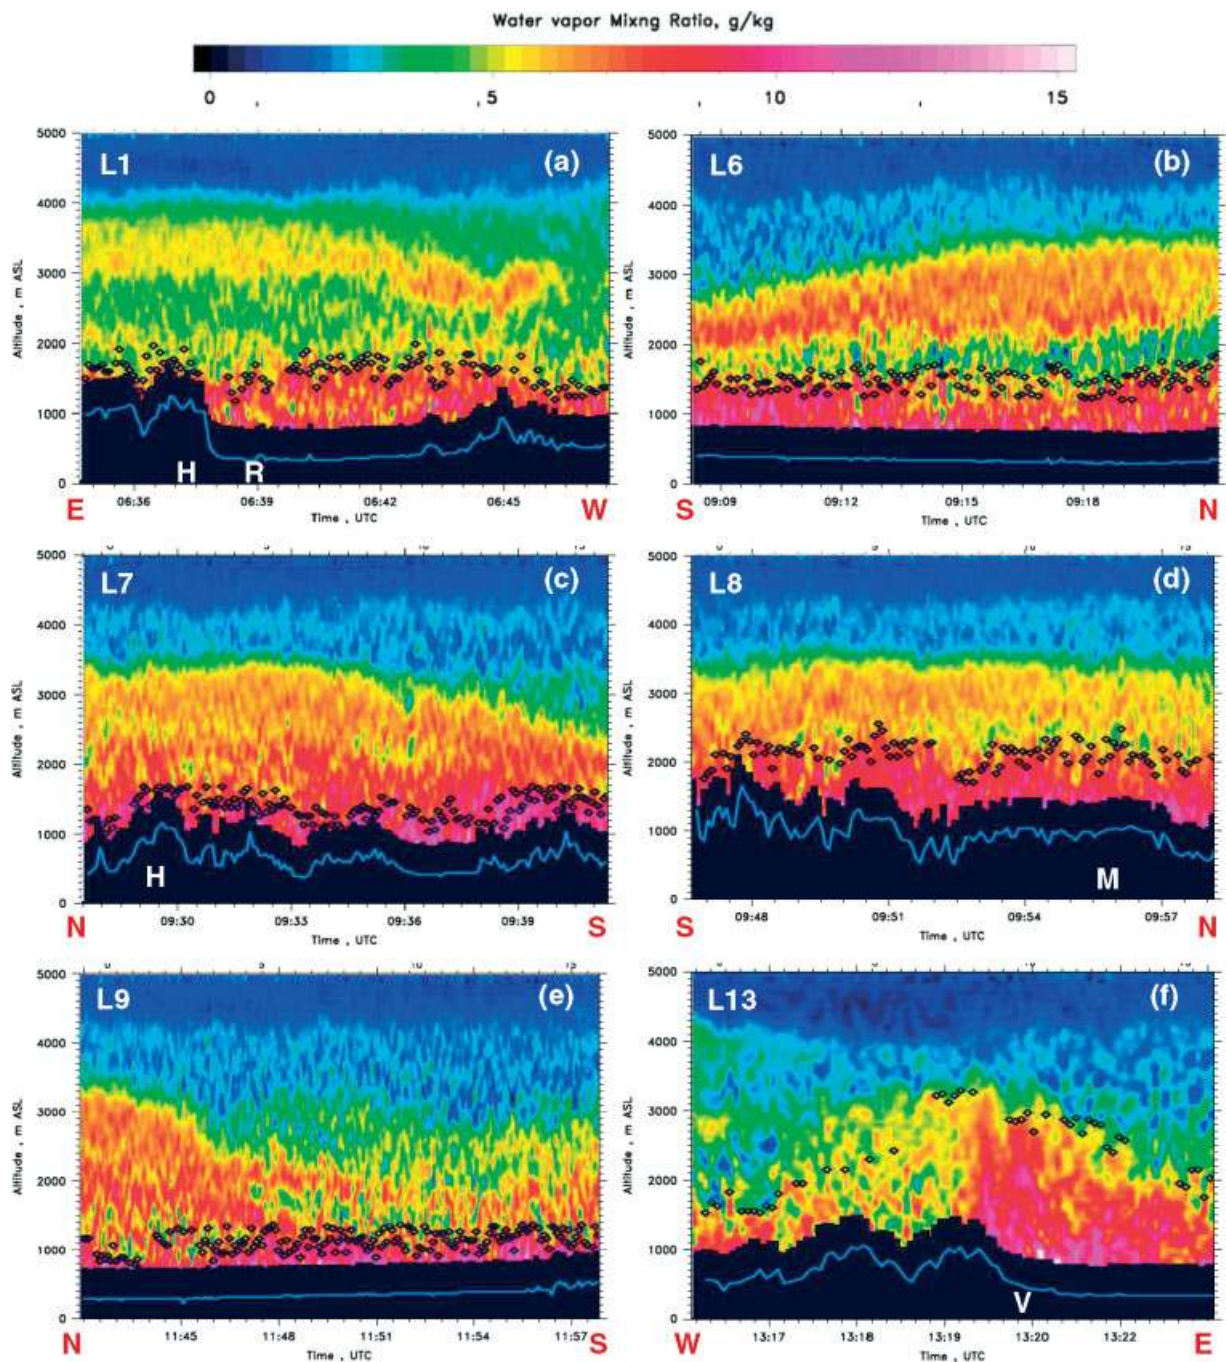 Water vapor Mixng Ratio, g/kg
0 5 10 15
L1 (a)
Altitude , m ASL
5000
4000
3000
2000
1000
0
H R
E 06:36 06:39 06:42 06:45 W
Time , UTC
L6 (b)
Altitude , m ASL
5000
4000
3000
2000
1000
0
S 09:09 09:12 09:15 09:18 N
Time , UTC
L7 (c)
Altitude , m ASL
5000
4000
3000
2000
1000
0
H
N 09:30 09:33 09:36 09:39 S
Time , UTC
L8 (d)
Altitude , m ASL
5000
4000
3000
2000
1000
0
M
S 09:48 09:51 09:54 09:57 N
Time , UTC
L9 (e)
Altitude , m ASL
5000
4000
3000
2000
1000
0
N 11:45 11:48 11:51 11:54 11:57 S
Time , UTC
L13 (f)
Altitude , m ASL
5000
4000
3000
2000
1000
0
V
W 13:17 13:18 13:19 13:20 13:22 E
Time , UTC